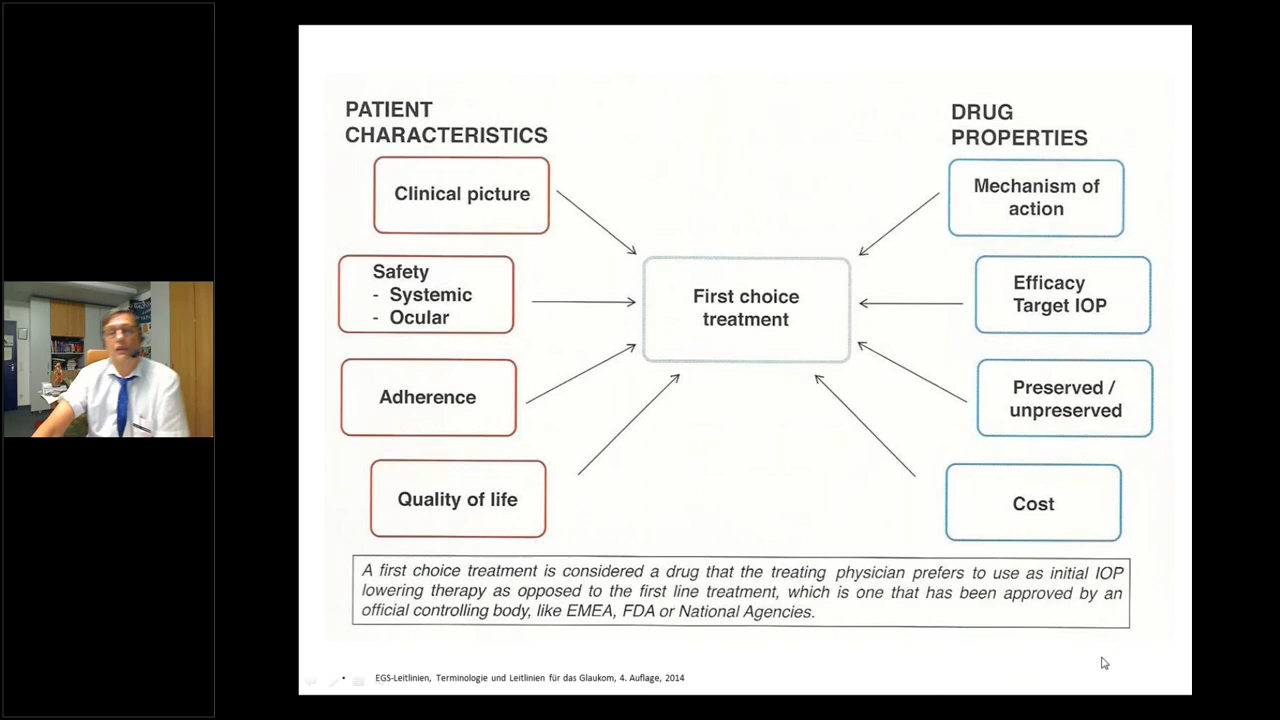 PATIENT
CHARACTERISTICS
Clinical picture
Safety
- Systemic
- Ocular
Adherence
Quality of life
First choice
treatment
DRUG
PROPERTIES
Mechanism of
action
Efficacy
Target IOP
Preserved /
unpreserved
Cost
A first choice treatment is considered a drug that the treating physician prefers to use as initial IOP
lowering therapy as opposed to the first line treatment, which is one that has been approved by an
official controlling body, like EMEA, FDA or National Agencies.
• EGS-Leitlinien, Terminologie und Leitlinien für das Glaukom, 4. Auflage, 2014